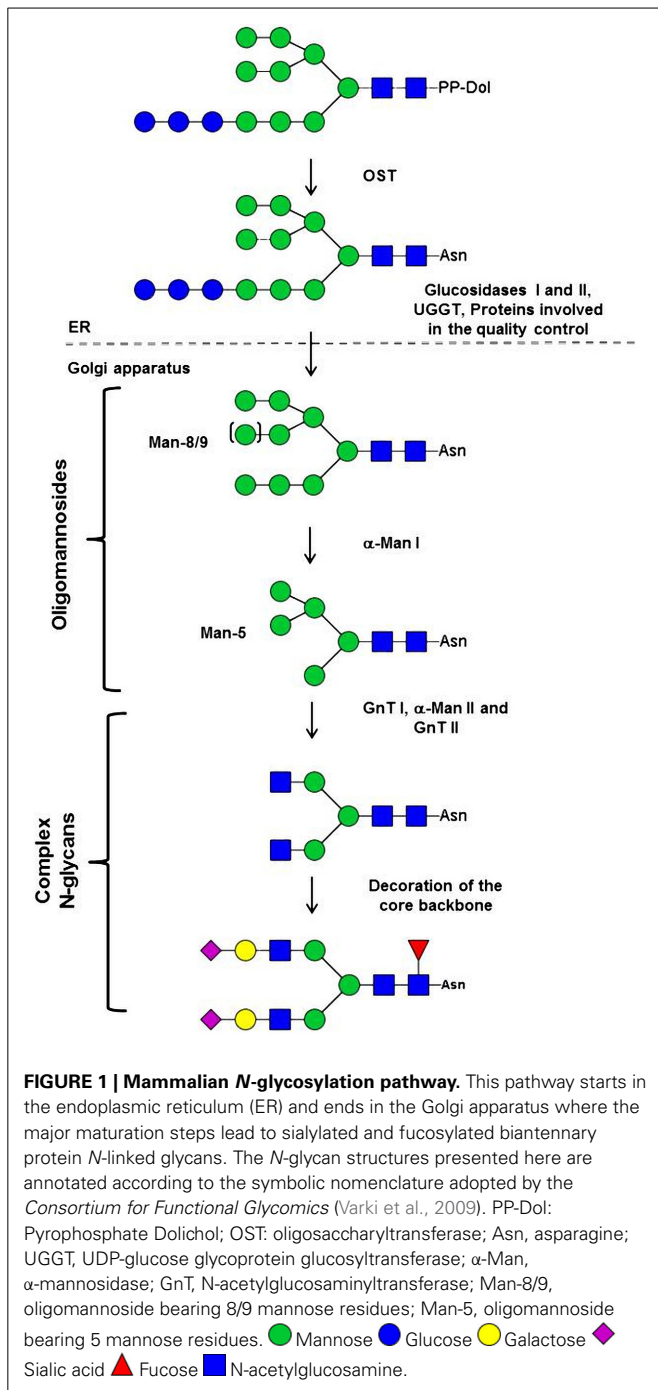 PP-Dol
OST
Asn
Glucosidases I and II,
UGGT, Proteins involved
in the quality control
ER
Golgi apparatus
Oligomannosides
Man-8/9
Asn
α-Man I
Man-5
Asn
GnT I, α-Man II and
GnT II
Complex
N-glycans
Asn
Decoration of the
core backbone
Asn
FIGURE 1 | Mammalian N-glycosylation pathway. This pathway starts in
the endoplasmic reticulum (ER) and ends in the Golgi apparatus where the
major maturation steps lead to sialylated and fucosylated biantennary
protein N-linked glycans. The N-glycan structures presented here are
annotated according to the symbolic nomenclature adopted by the
Consortium for Functional Glycomics (Varki et al., 2009). PP-Dol:
Pyrophosphate Dolichol; OST: oligosaccharyltransferase; Asn, asparagine;
UGGT, UDP-glucose glycoprotein glucosyltransferase; α-Man,
α-mannosidase; GnT, N-acetylglucosaminyltransferase; Man-8/9,
oligomannoside bearing 8/9 mannose residues; Man-5, oligomannoside
bearing 5 mannose residues. Mannose Glucose Galactose
Sialic acid Fucose N-acetylglucosamine.